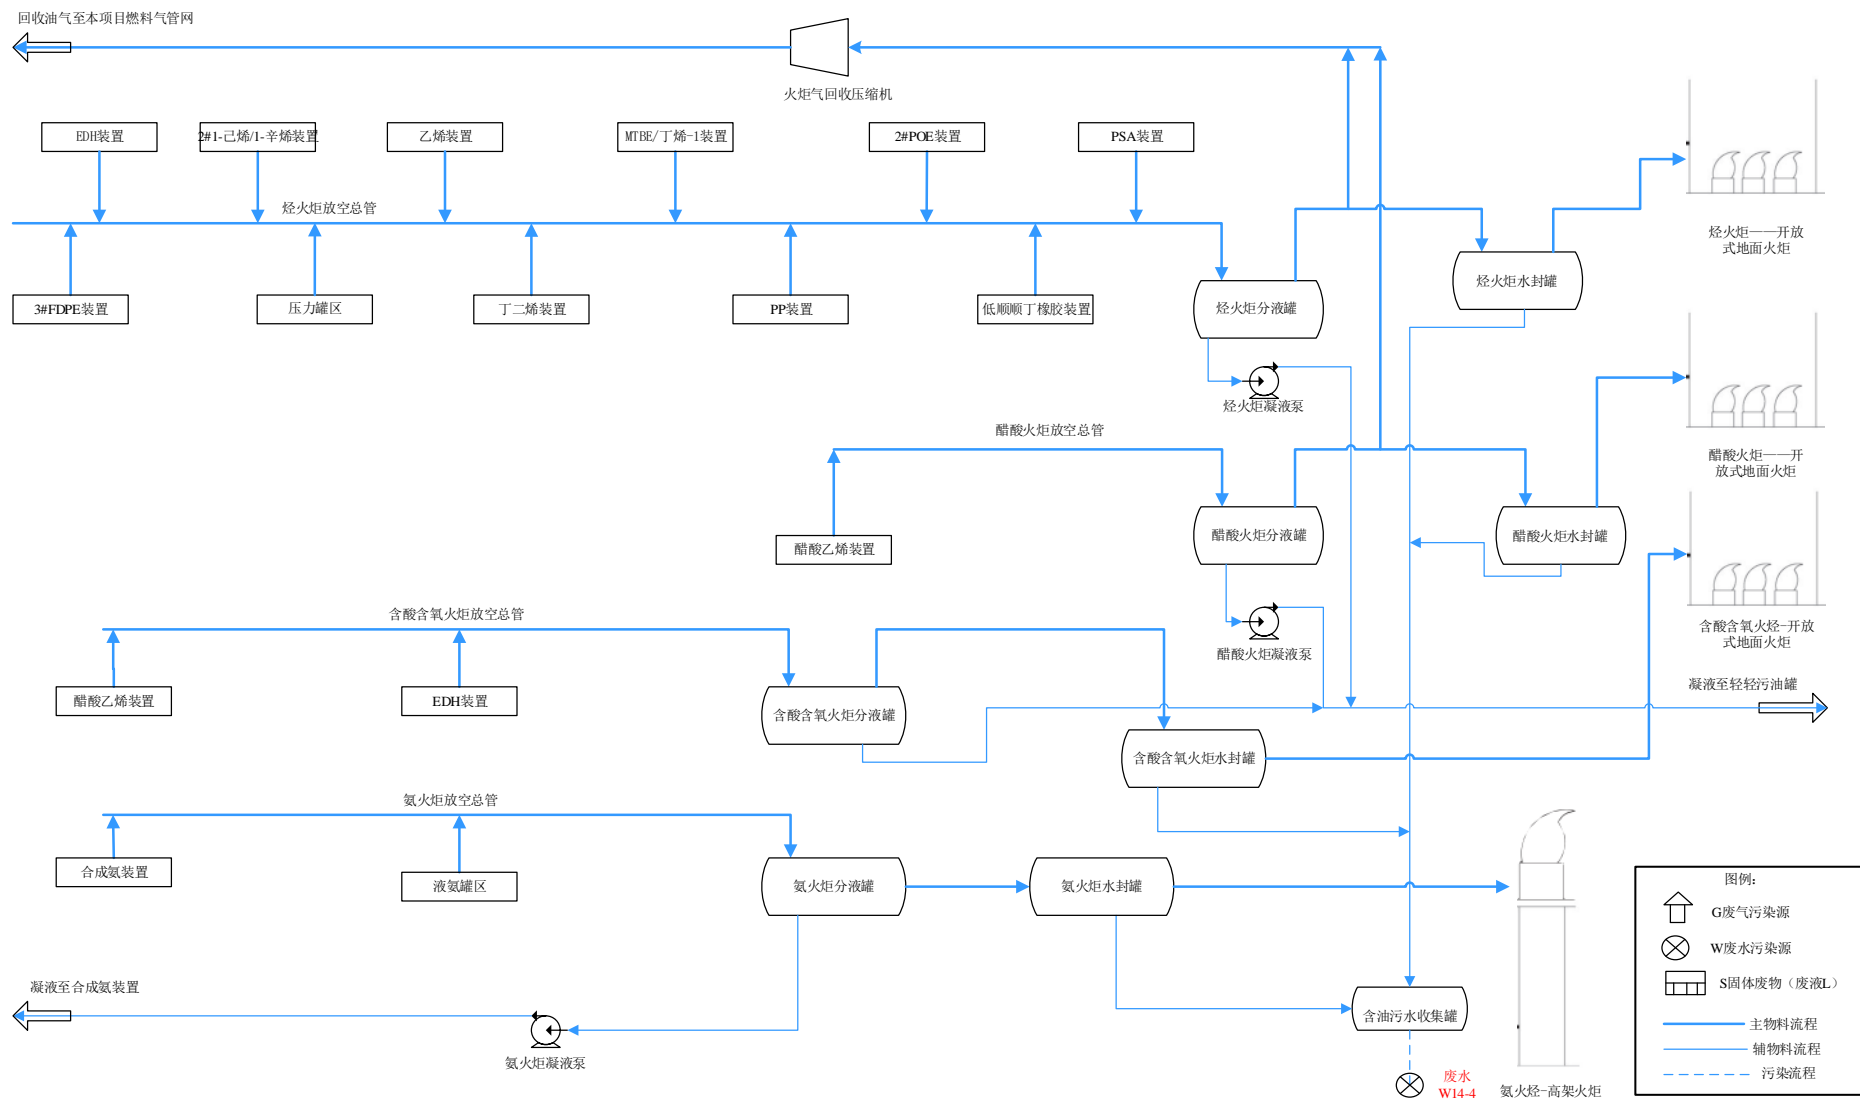 回收油气至本项目燃料气管网
火炬气回收压缩机
EDH装置
2#1-己烯/1-辛烯装置
乙烯装置
MTBE/丁烯-1装置
2#POE装置
PSA装置
烃火炬放空总管
3#FDPE装置
压力罐区
丁二烯装置
PP装置
低顺顺丁橡胶装置
烃火炬分液罐
烃火炬水封罐
烃火炬——开放
式地面火炬
烃火炬凝液泵
醋酸火炬放空总管
醋酸乙烯装置
醋酸火炬分液罐
醋酸火炬水封罐
醋酸火炬——开
放式地面火炬
醋酸火炬凝液泵
含酸含氧火炬放空总管
醋酸乙烯装置
EDH装置
含酸含氧火炬分液罐
含酸含氧火炬水封罐
含酸含氧火烃-开放
式地面火炬
凝液至轻轻污油罐
氨火炬放空总管
合成氨装置
液氨罐区
氨火炬分液罐
氨火炬水封罐
凝液至合成氨装置
氨火炬凝液泵
含油污水收集罐
废水
W14-4
氨火烃-高架火炬
图例：
G废气污染源
W废水污染源
S固体废物（废液L）
主物料流程
辅物料流程
污染流程